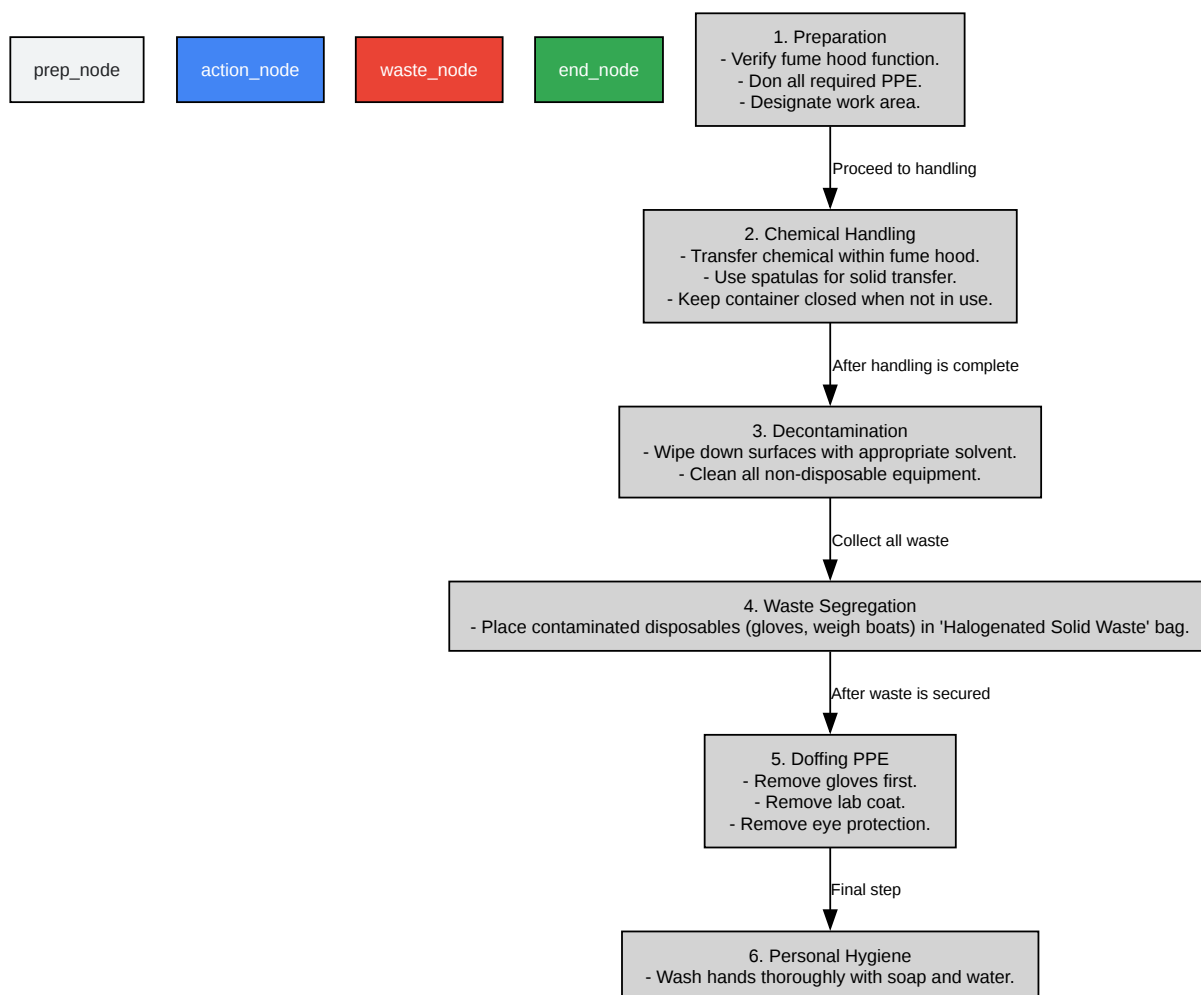 prep_node
action_node
waste_node
end_node
1. Preparation
- Verify fume hood function.
- Don all required PPE.
- Designate work area.
Proceed to handling
2. Chemical Handling
- Transfer chemical within fume hood.
- Use spatulas for solid transfer.
- Keep container closed when not in use.
After handling is complete
3. Decontamination
- Wipe down surfaces with appropriate solvent.
- Clean all non-disposable equipment.
Collect all waste
4. Waste Segregation
- Place contaminated disposables (gloves, weigh boats) in 'Halogenated Solid Waste' bag.
After waste is secured
5. Doffing PPE
- Remove gloves first.
- Remove lab coat.
- Remove eye protection.
Final step
6. Personal Hygiene
- Wash hands thoroughly with soap and water.